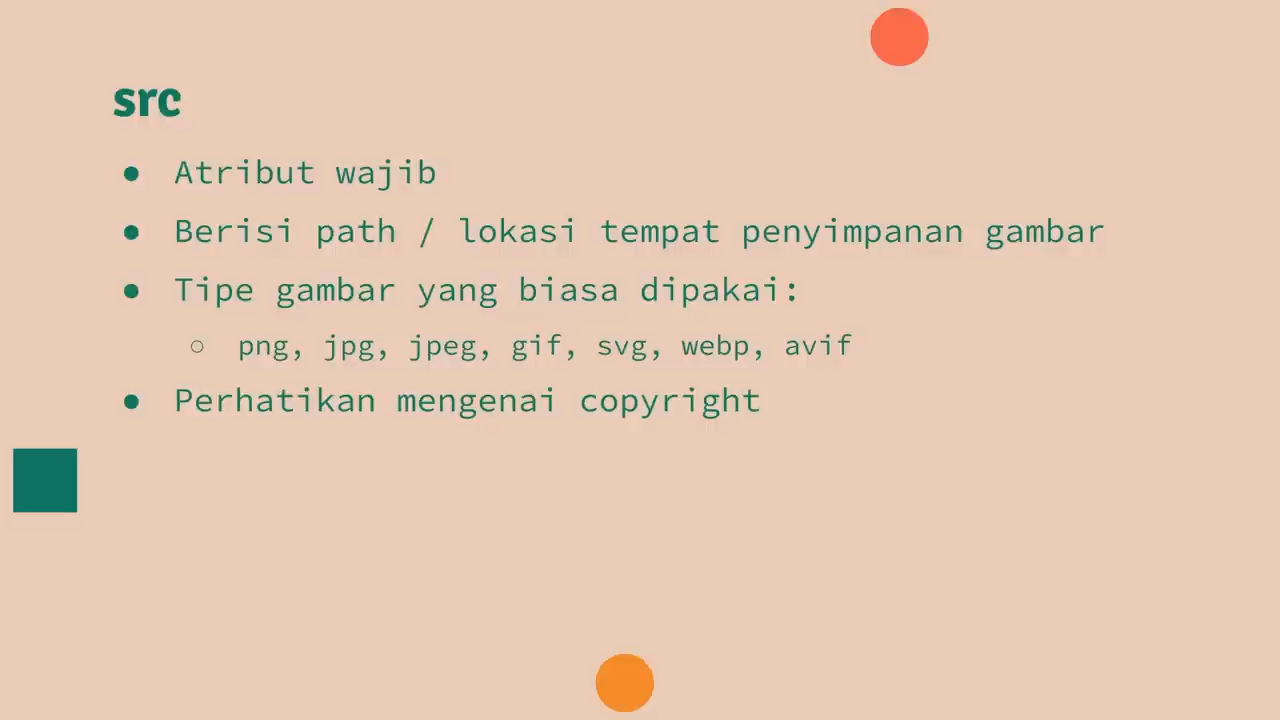 src
● Atribut wajib
● Berisi path / lokasi tempat penyimpanan gambar
● Tipe gambar yang biasa dipakai:
○ png, jpg, jpeg, gif, svg, webp, avif
● Perhatikan mengenai copyright